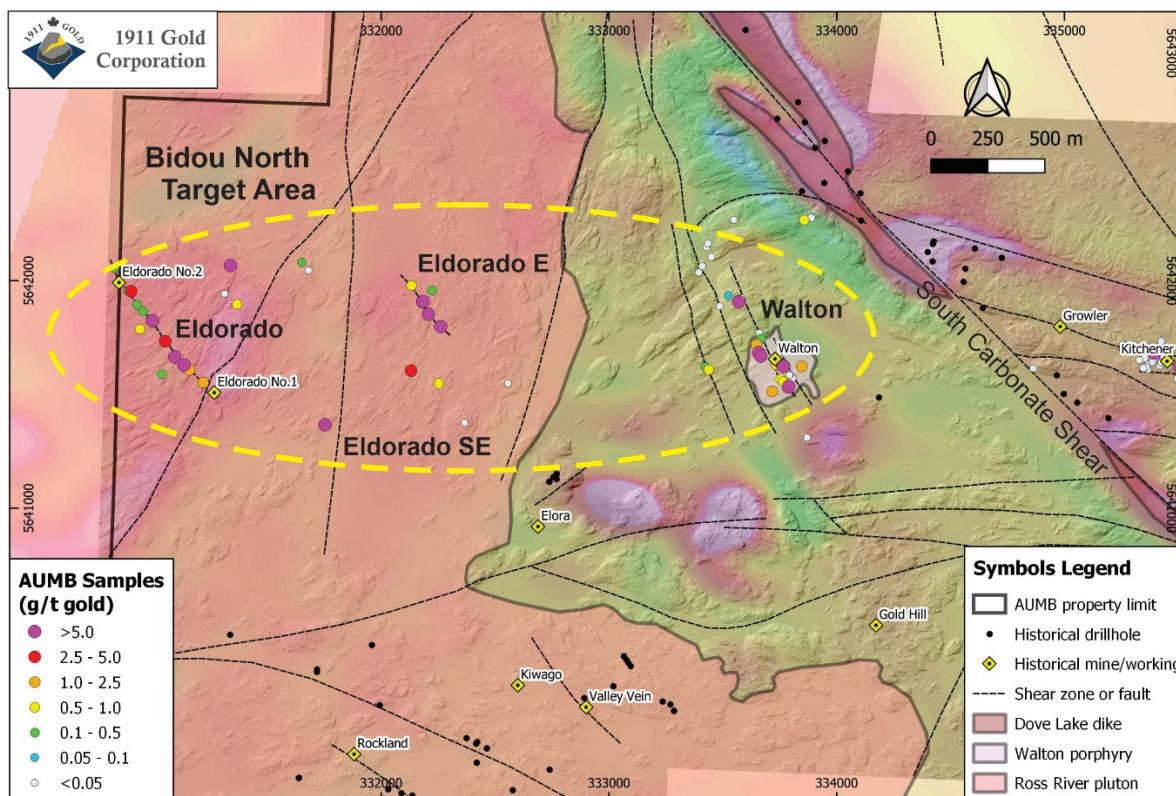 1911 GOLD
1911 Gold
Corporation
332000
333000
334000
335000
5643000
0 250 500 m
Bidou North
Target Area
Eldorado No.2
Eldorado E
5642000
5642000
Eldorado
Walton
Walton
Growler
Kitchener
Eldorado No.1
South Carbonate Shear
Eldorado SE
5641000
Elora
Gold Hill
Kiwago
Valley Vein
Rockland
332000
333000
334000
AUMB Samples
(g/t gold)
>5.0
2.5 - 5.0
1.0 - 2.5
0.5 - 1.0
0.1 - 0.5
0.05 - 0.1
<0.05
Symbols Legend
AUMB property limit
Historical drillhole
Historical mine/working
Shear zone or fault
Dove Lake dike
Walton porphyry
Ross River pluton